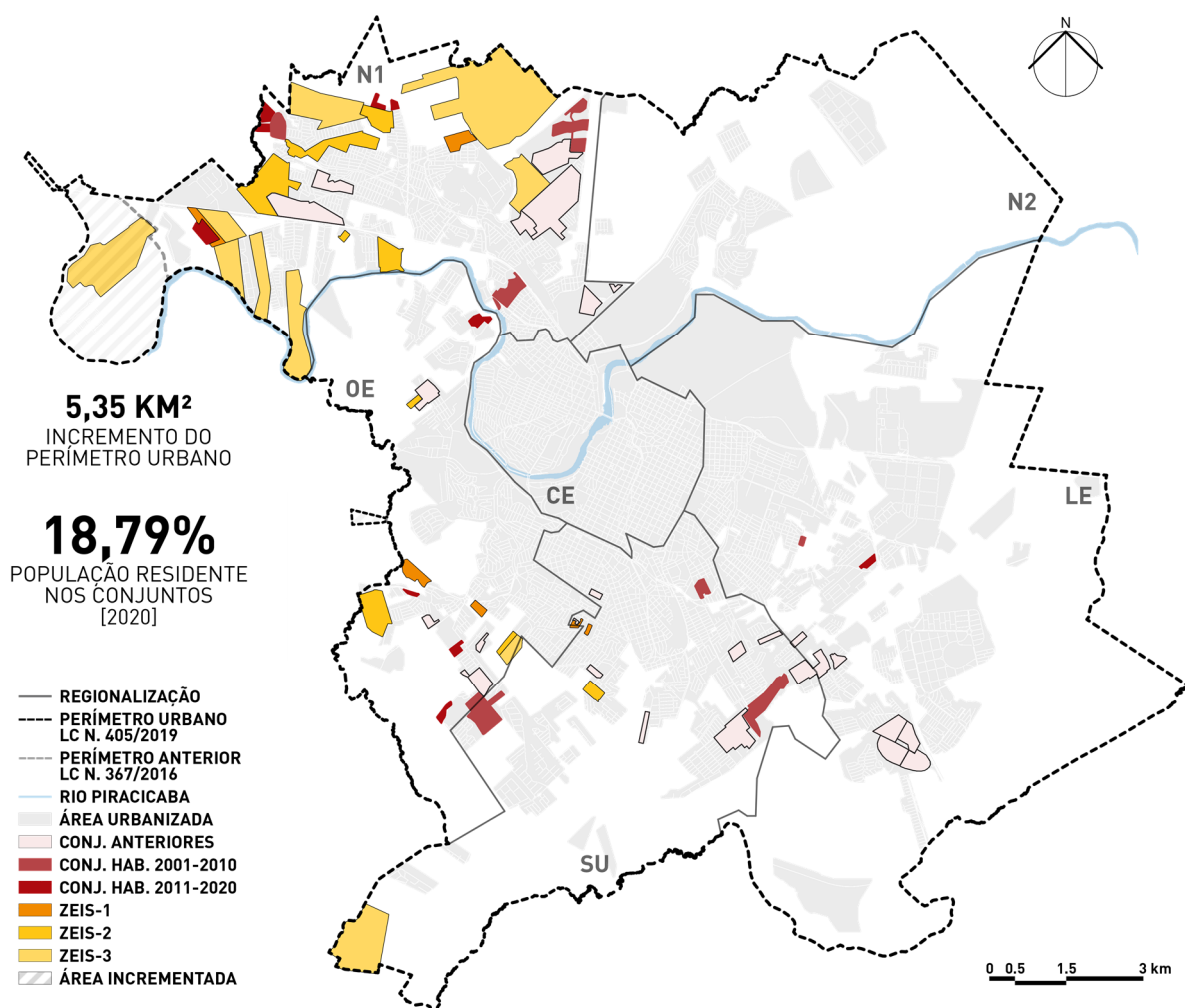 N
N1
N2
OE
5,35 KM²
INCREMENTO DO
PERÍMETRO URBANO
CE
LE
18,79%
POPULAÇÃO RESIDENTE
NOS CONJUNTOS
[2020]
REGIONALIZAÇÃO
PERÍMETRO URBANO
LC N. 405/2019
PERÍMETRO ANTERIOR
LC N. 367/2016
RIO PIRACICABA
ÁREA URBANIZADA
CONJ. ANTERIORES
CONJ. HAB. 2001-2010
CONJ. HAB. 2011-2020
ZEIS-1
ZEIS-2
ZEIS-3
ÁREA INCREMENTADA
SU
0 0.5 1.5 3 km